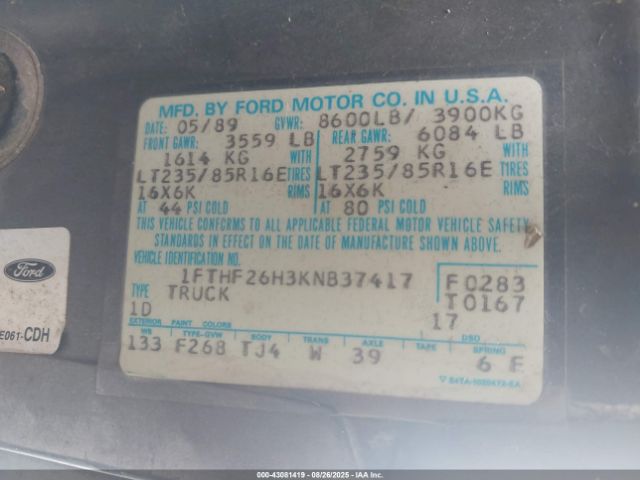 MFD. BY FORD MOTOR CO. IN U.S.A.
DATE: 05/89 GVWR: 8600LB/ 3900KG
FRONT GAWR: 3559 LB REAR GAWR: 6084 LB
1614 KG WITH 2759 KG WITH
LT235/85R16E TIRES LT235/85R16E TIRES
16X6K RIMS 16X6K RIMS
AT 44 PSI COLD AT 80 PSI COLD
THIS VEHICLE CONFORMS TO ALL APPLICABLE FEDERAL MOTOR VEHICLE SAFETY
STANDARDS IN EFFECT ON THE DATE OF MANUFACTURE SHOWN ABOVE.
VEHICLE IDENTIFICATION NO.
1FTHF26H3KNB37417 F0283
TYPE TRUCK T0167
1D 17
EXTERIOR PAINT COLORS DSO
WB TYPE-GVW BODY TRANS AXLE TAPE SPRING
133 F268 TJ4 W 39 6 E
Ford
E061-CDH
000-43081419 - 08/26/2025 - IAA, Inc.